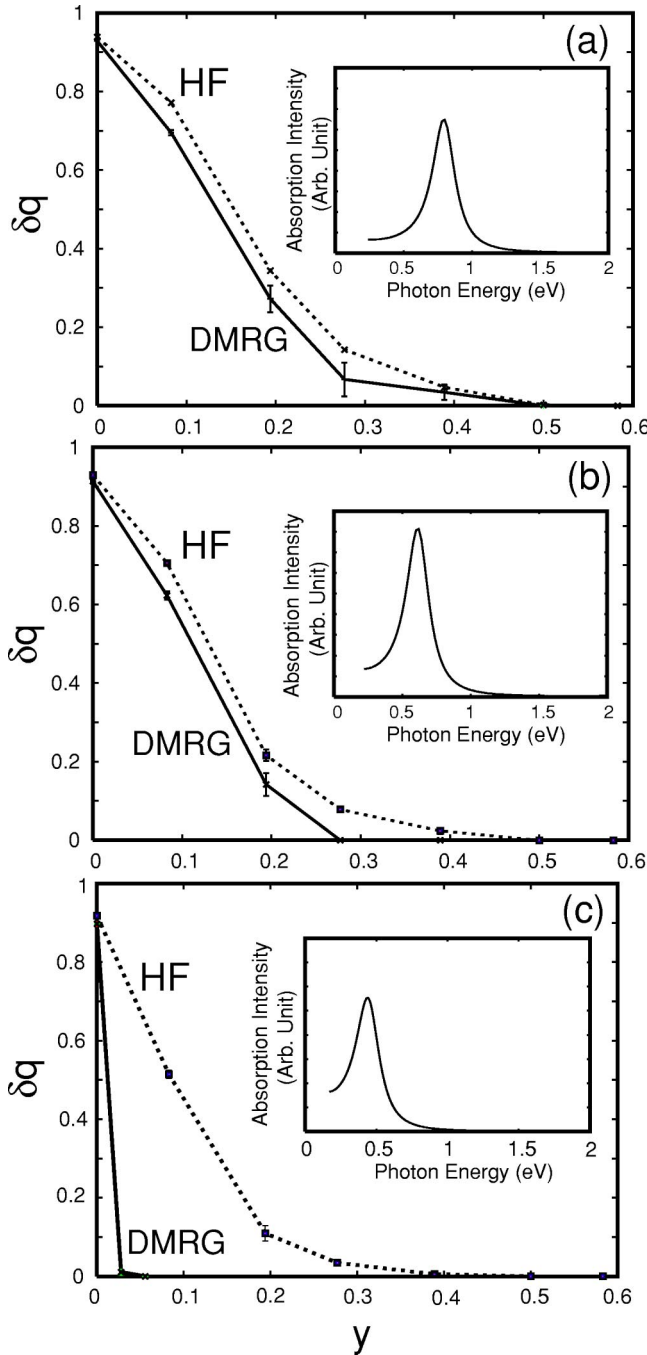 (a)
1
0.8
0.6
0.4
0.2
0
δq
HF
DMRG
Absorption Intensity
(Arb. Unit)
0 0.5 1 1.5 2
Photon Energy (eV)
0 0.1 0.2 0.3 0.4 0.5 0.6
(b)
1
0.8
0.6
0.4
0.2
0
δq
HF
DMRG
Absorption Intensity
(Arb. Unit)
0 0.5 1 1.5 2
Photon Energy (eV)
0 0.1 0.2 0.3 0.4 0.5 0.6
(c)
1
0.8
0.6
0.4
0.2
0
δq
HF
DMRG
Absorption Intensity
(Arb. Unit)
0 0.5 1 1.5 2
Photon Energy (eV)
0 0.1 0.2 0.3 0.4 0.5 0.6
y